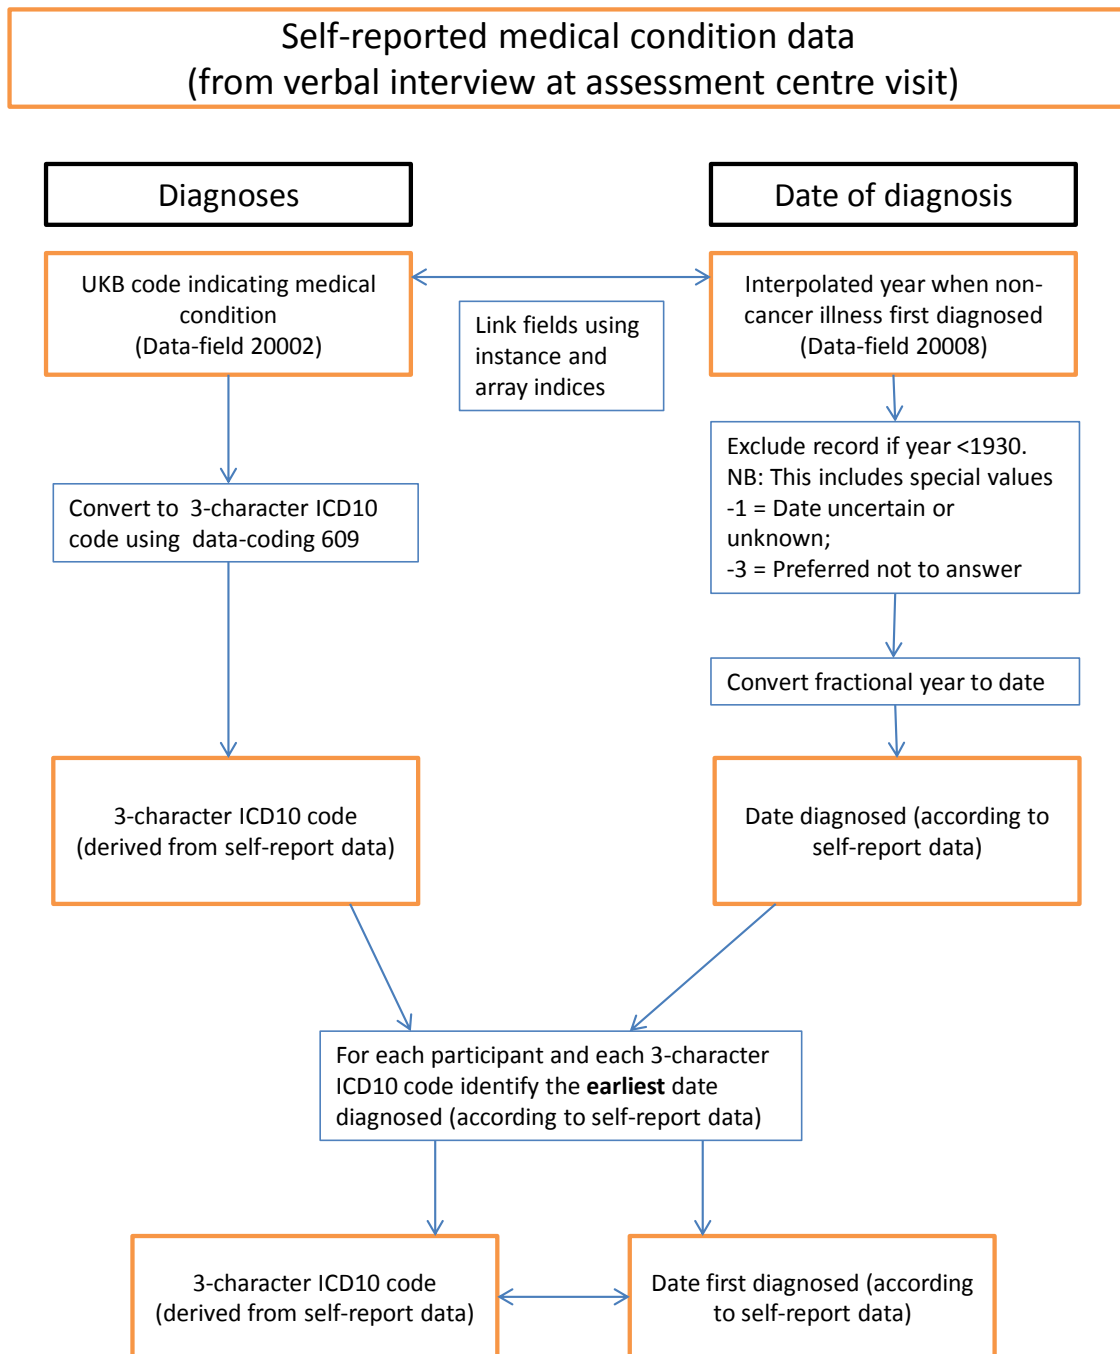 Self-reported medical condition data
(from verbal interview at assessment centre visit)
Diagnoses
Date of diagnosis
UKB code indicating medical
condition
(Data-field 20002)
Link fields using
instance and
array indices
Interpolated year when non-
cancer illness first diagnosed
(Data-field 20008)
Convert to 3-character ICD10
code using data-coding 609
Exclude record if year <1930.
NB: This includes special values
-1 = Date uncertain or
unknown;
-3 = Preferred not to answer
Convert fractional year to date
3-character ICD10 code
(derived from self-report data)
Date diagnosed (according to
self-report data)
For each participant and each 3-character
ICD10 code identify the earliest date
diagnosed (according to self-report data)
3-character ICD10 code
(derived from self-report data)
Date first diagnosed (according
to self-report data)